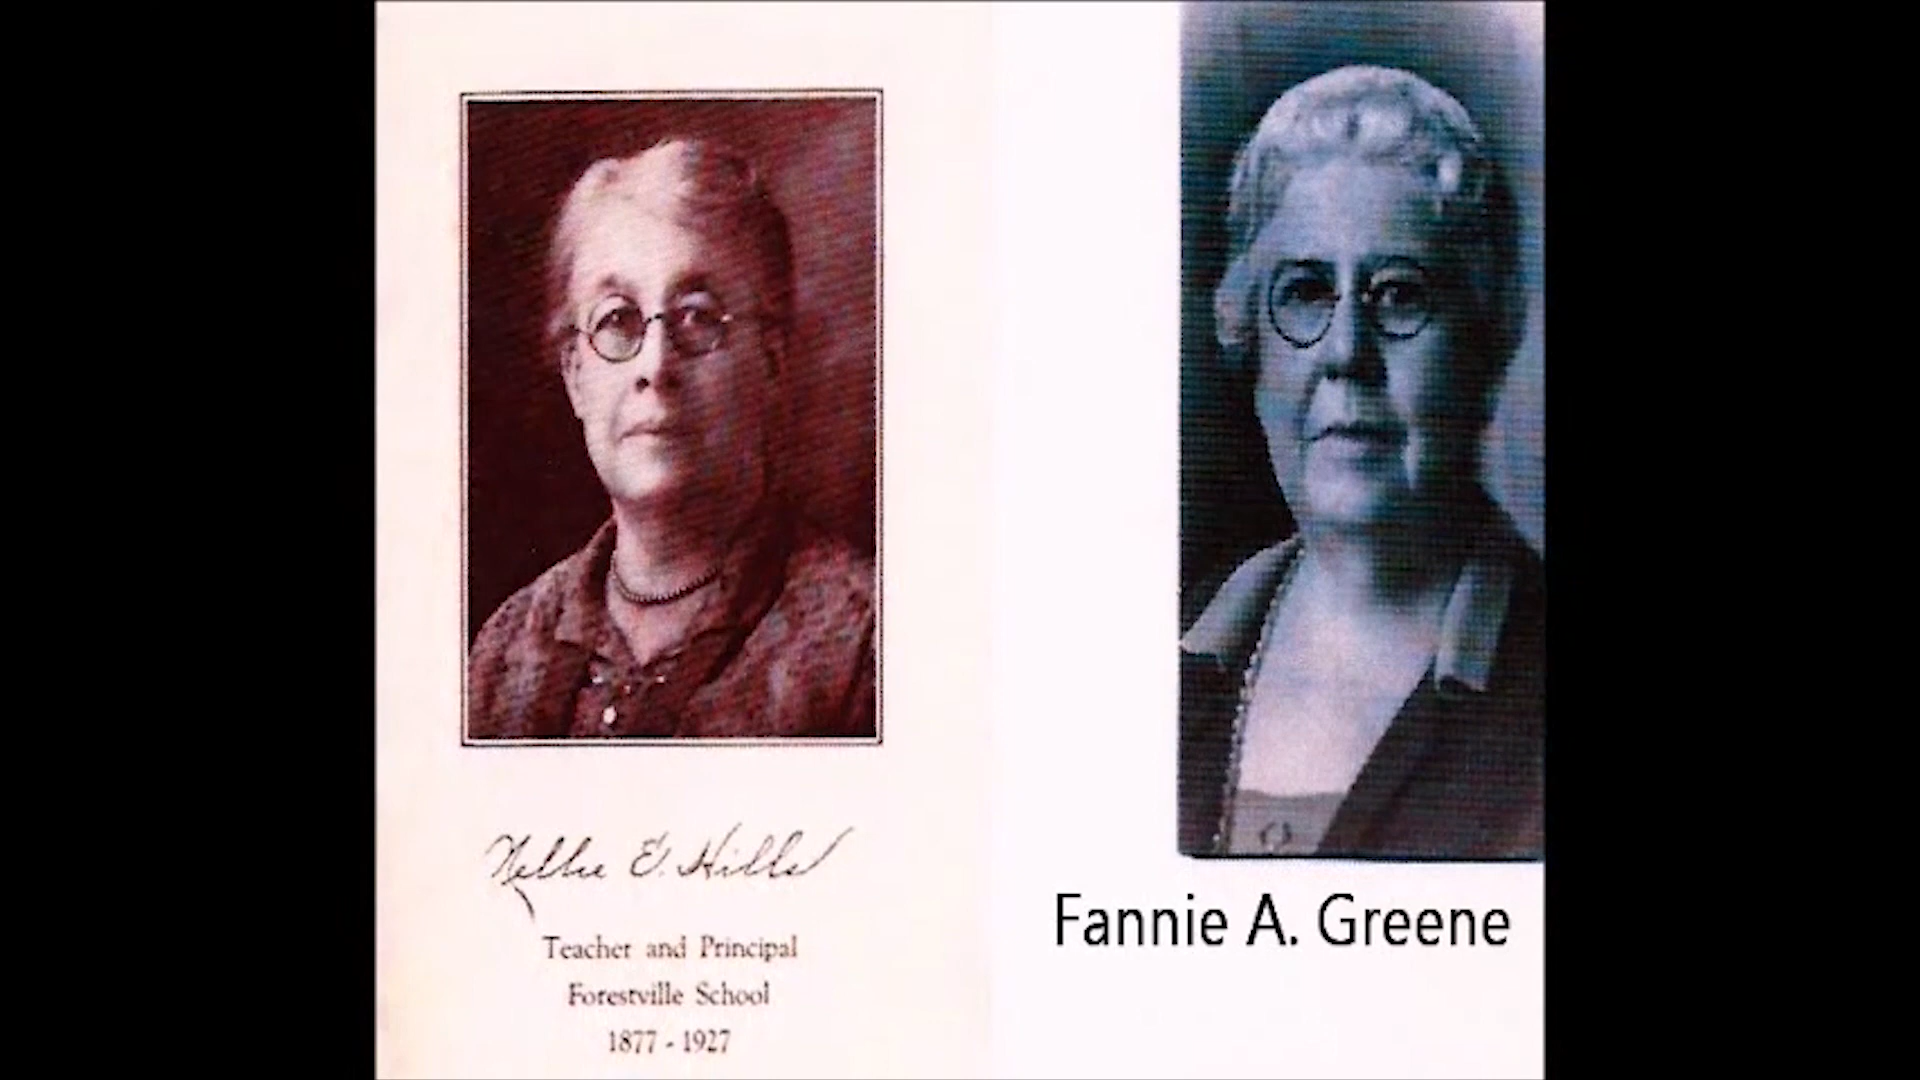 Nellie E. Hills
Teacher and Principal
Forestville School
1877 - 1927
Fannie A. Greene